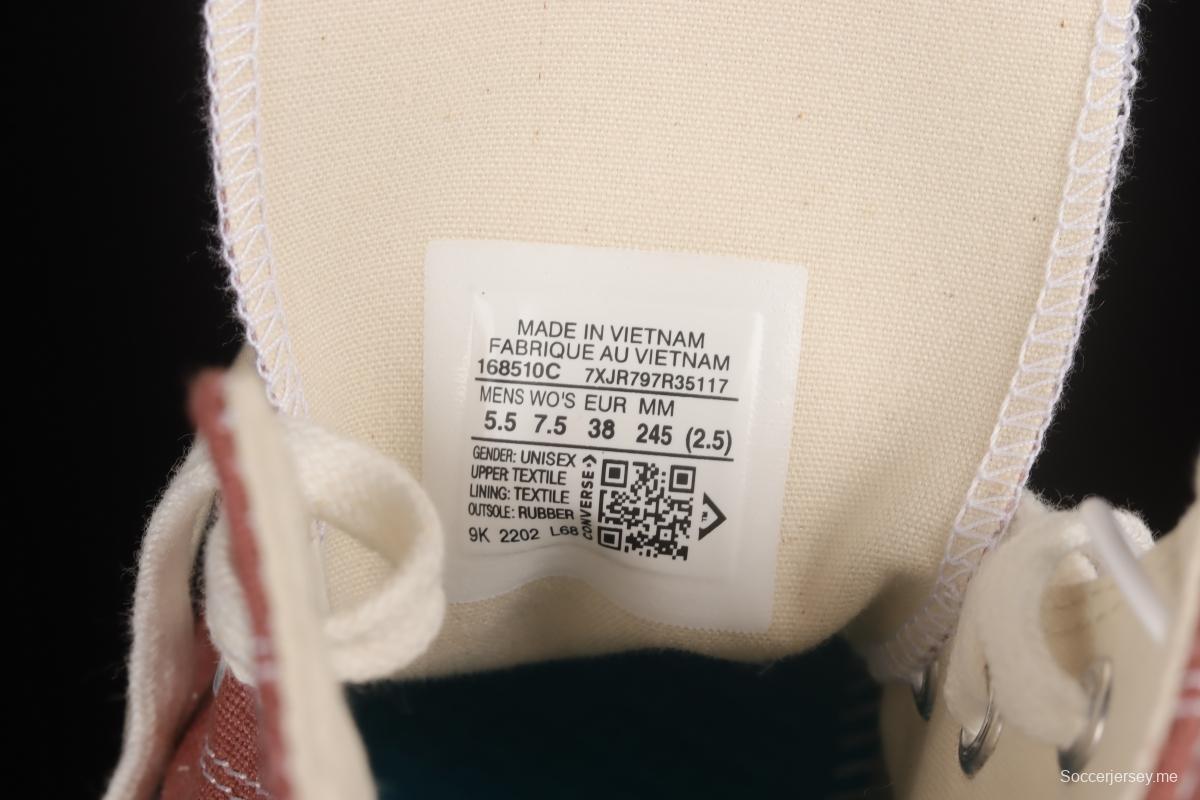 MADE IN VIETNAM
FABRIQUE AU VIETNAM
168510C 7XJR797R35117
MENS WO'S EUR MM
5.5 7.5 38 245 (2.5)
GENDER: UNISEX
UPPER: TEXTILE
LINING: TEXTILE
OUTSOLE: RUBBER
9K 2202 L68
CONVERSE
Soccerjersey.me